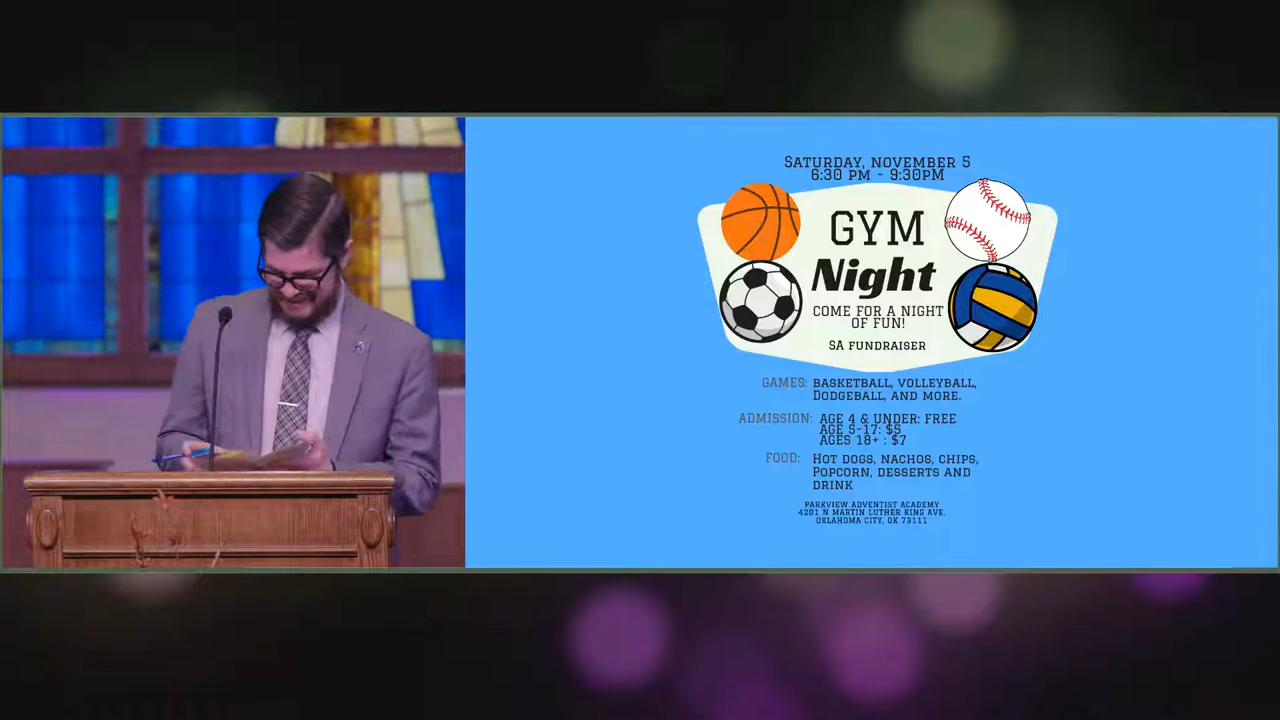 Saturday, November 5
6:30 pm - 9:30pm
GYM
Night
COME FOR A NIGHT
OF FUN!
SA FUNDRAISER
GAMES: BASKETBALL, VOLLEYBALL,
DODGEBALL, AND MORE.
ADMISSION: AGE 4 & UNDER: FREE
AGE 5-17: $5
AGES 18+ : $7
FOOD: HOT DOGS, NACHOS, CHIPS,
POPCORN, DESSERTS AND
DRINK
PARKVIEW ADVENTIST ACADEMY
4201 N MARTIN LUTHER KING AVE.
OKLAHOMA CITY, OK 73111